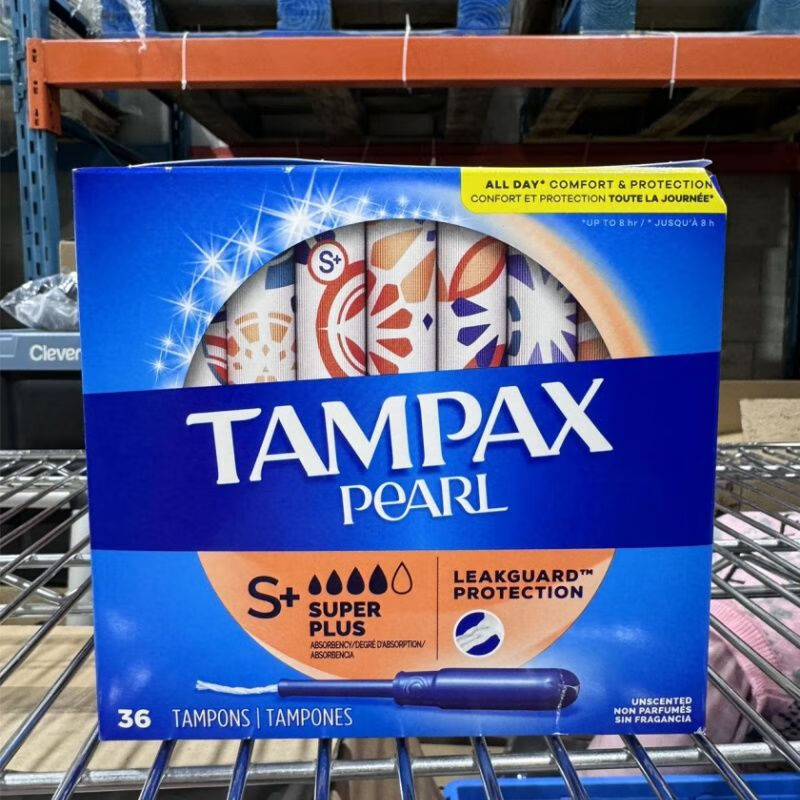 ALL DAY* COMFORT & PROTECTION
CONFORT ET PROTECTION TOUTE LA JOURNÉE*
*UP TO 8 hr / * JUSQU'À 8 h
S+
Clever
TAMPAX
PEARL
S+
SUPER
PLUS
ABSORBENCY/DEGRÉ D'ABSORPTION/
ABSORBENCIA
LEAKGUARD™
PROTECTION
36 TAMPONS | TAMPONES
UNSCENTED
NON PARFUMÉS
SIN FRAGANCIA